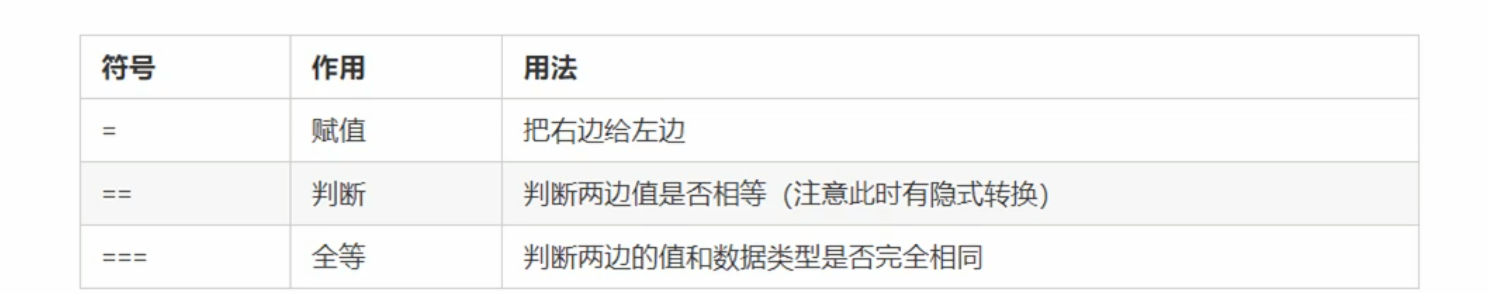 符号 作用 用法
= 赋值 把右边给左边
== 判断 判断两边值是否相等（注意此时有隐式转换）
=== 全等 判断两边的值和数据类型是否完全相同